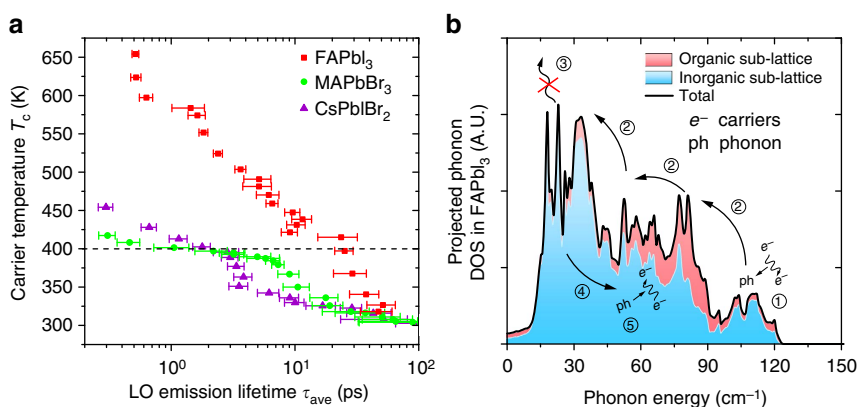 a
Carrier temperature Tc (K)
650
600
550
500
450
400
350
300
FAPbI₃
MAPbBr₃
CsPbIBr₂
10⁰
10¹
10²
LO emission lifetime τave (ps)
b
Projected phonon
DOS in FAPbI₃ (A.U.)
③
Organic sub-lattice
Inorganic sub-lattice
Total
e⁻ carriers
ph phonon
②
②
②
e⁻
ph
e⁻
①
④
e⁻
ph
e⁻
⑤
0
30
60
90
120
150
Phonon energy (cm⁻¹)